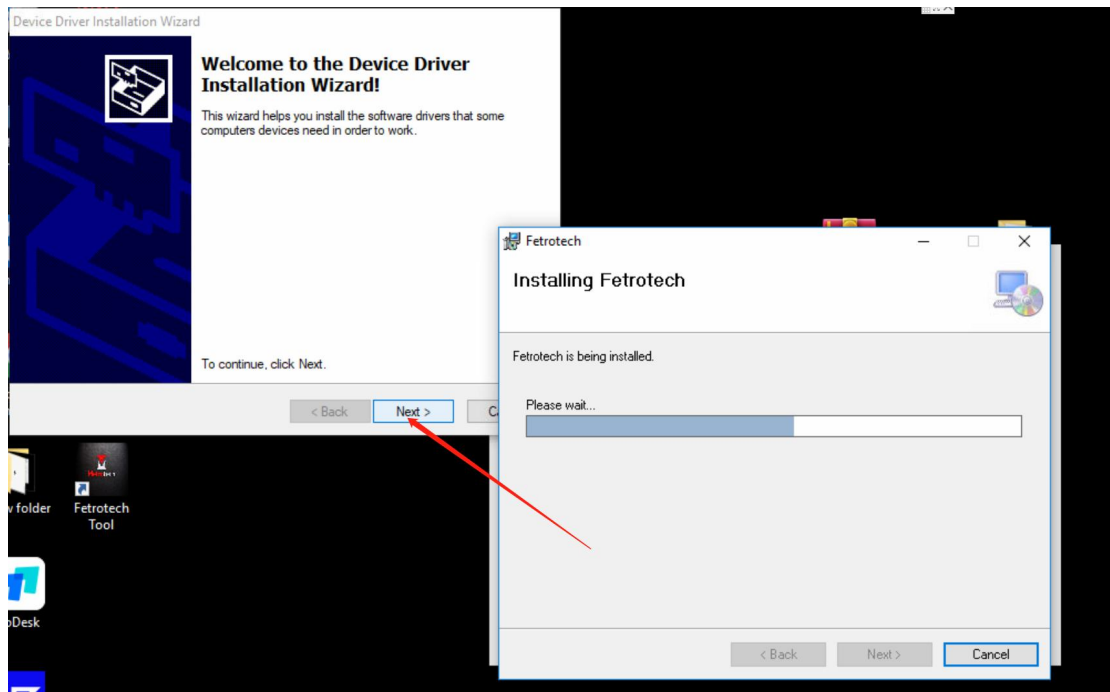 Device Driver Installation Wizard
Welcome to the Device Driver
Installation Wizard!
This wizard helps you install the software drivers that some
computers devices need in order to work.
To continue, click Next.
< Back
Next >
Fetrotech
Installing Fetrotech
Fetrotech is being installed.
Please wait...
< Back
Next >
Cancel
folder
Fetrotech
Tool
pDesk